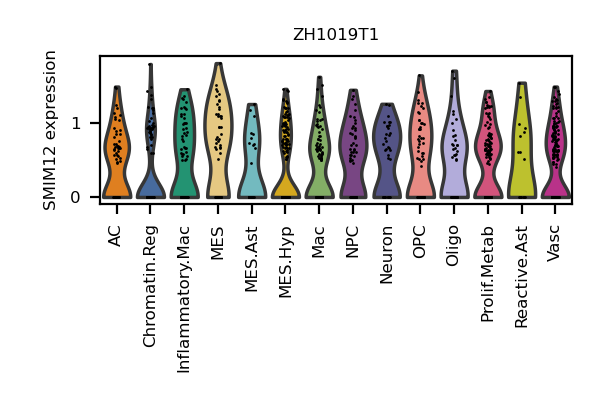 ZH1019T1
SMIM12 expression
1
0
AC
Chromatin.Reg
Inflammatory.Mac
MES
MES.Ast
MES.Hyp
Mac
NPC
Neuron
OPC
Oligo
Prolif.Metab
Reactive.Ast
Vasc